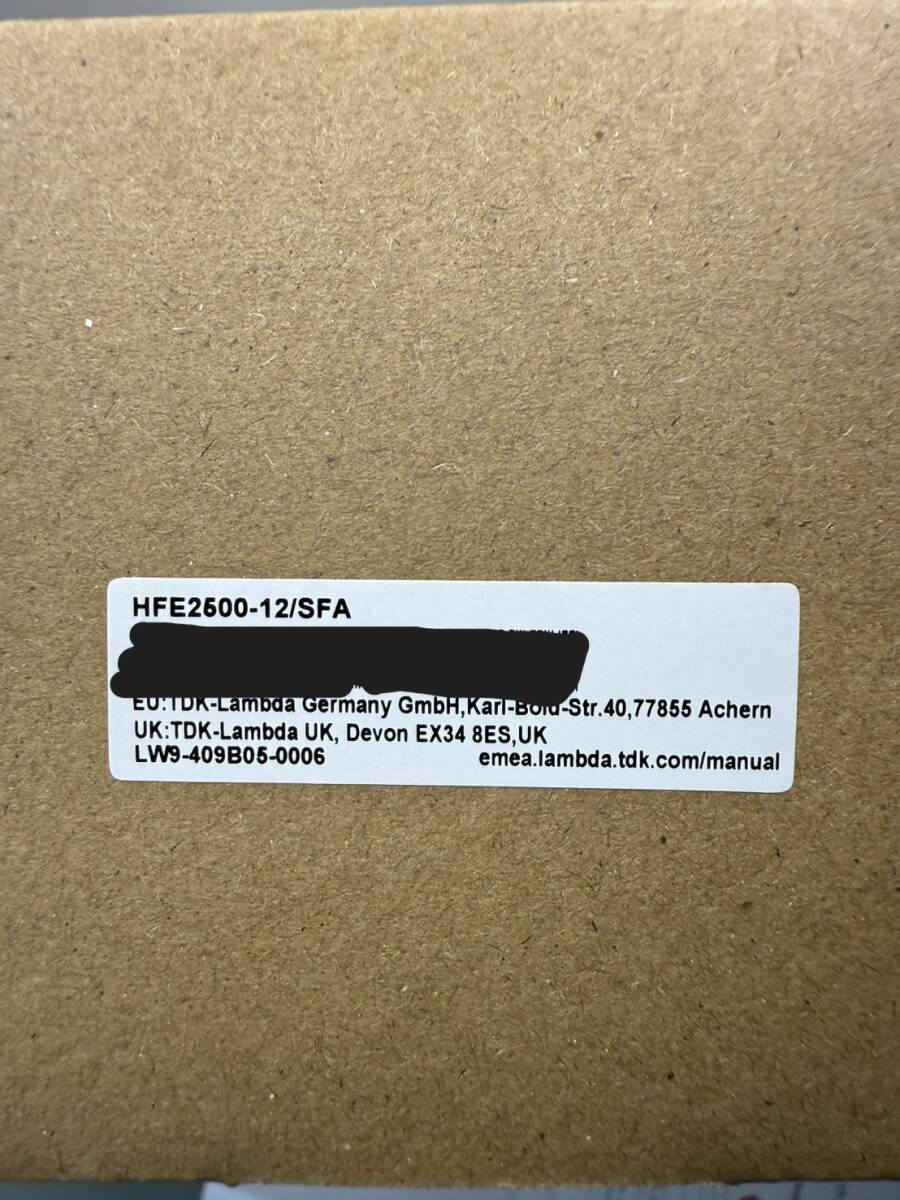 HFE2500-12/SFA
EU:TDK-Lambda Germany GmbH,Karl-Bold-Str.40,77855 Achern
UK:TDK-Lambda UK, Devon EX34 8ES,UK
LW9-409B05-0006 emea.lambda.tdk.com/manual